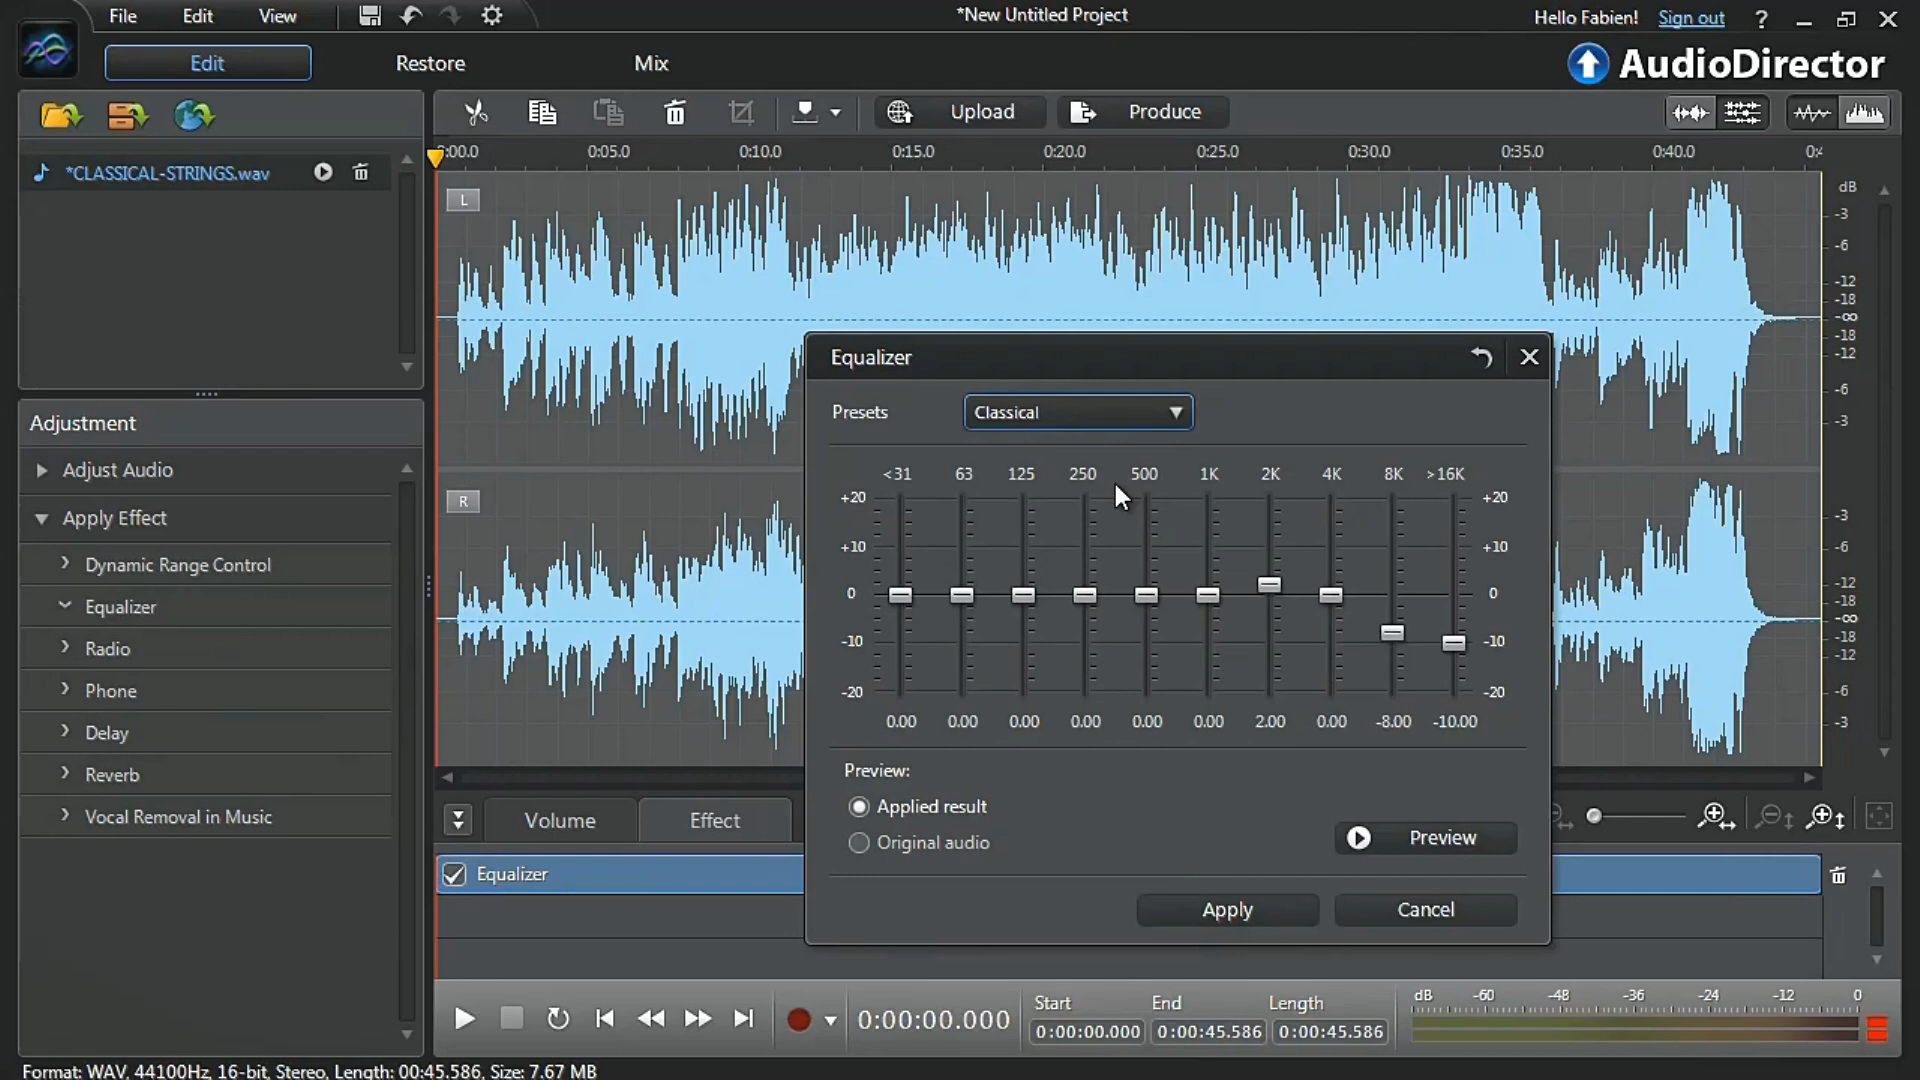 File Edit View *New Untitled Project Hello Fabien! Sign out ?
Edit Restore Mix AudioDirector
Upload Produce
0:05.0 0:10.0 0:15.0 0:20.0 0:25.0 0:30.0 0:35.0 0:40.0
*CLASSICAL-STRINGS.wav
L
dB
-3
-6
-12
-18
-∞
-18
-12
-6
-3
R
-3
-6
-12
-18
-∞
-18
-12
-6
-3
Adjustment
Adjust Audio
Apply Effect
Dynamic Range Control
Equalizer
Radio
Phone
Delay
Reverb
Vocal Removal in Music
Equalizer
Presets Classical
<31 63 125 250 500 1K 2K 4K 8K >16K
+20 +20
+10 +10
0 0
-10 -10
-20 -20
0.00 0.00 0.00 0.00 0.00 0.00 2.00 0.00 -8.00 -10.00
Preview:
Applied result
Original audio
Preview
Apply Cancel
Volume Effect
Equalizer
0:00:00.000
Start End Length
0:00:00.000 0:00:45.586 0:00:45.586
dB -60 -48 -36 -24 -12 0
Format: WAV, 44100Hz, 16-bit, Stereo, Length: 00:45.586, Size: 7.67 MB